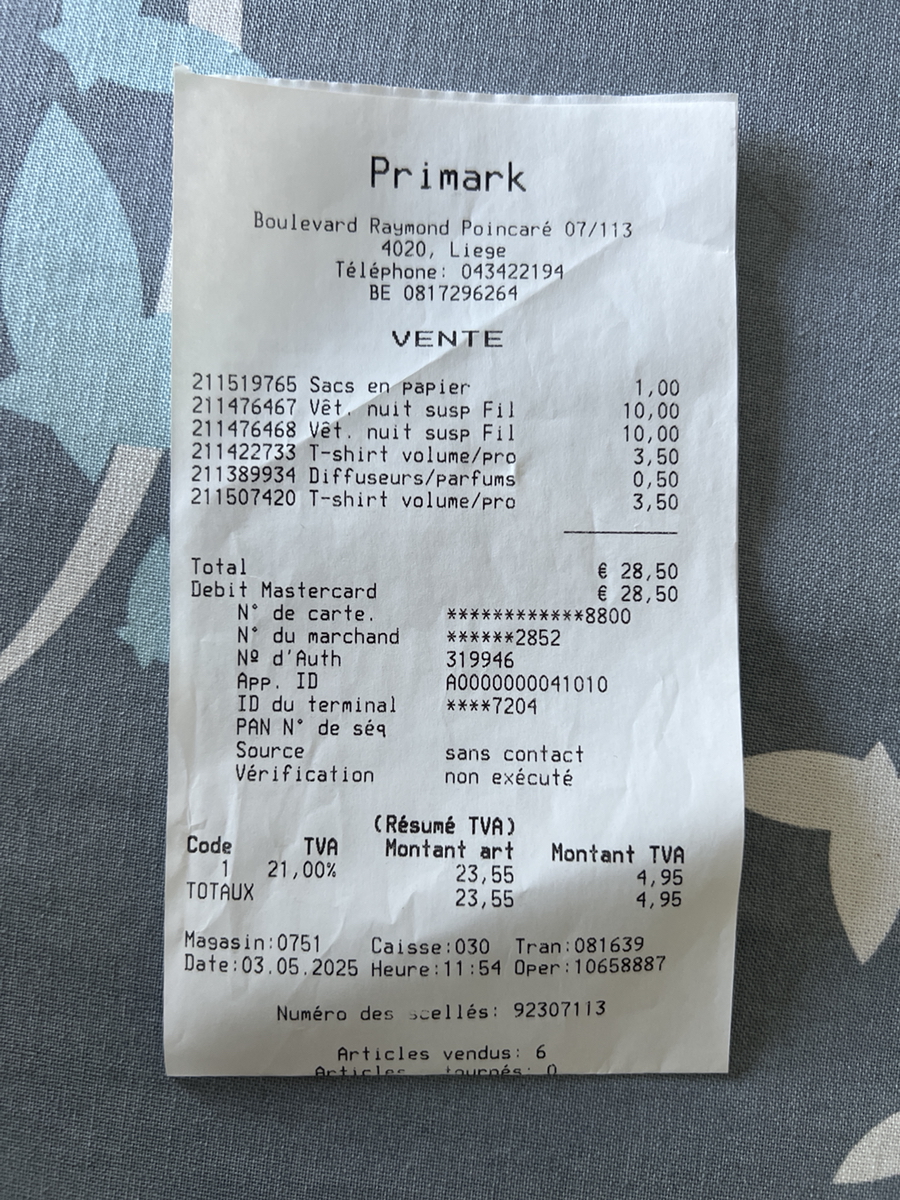 Primark
Boulevard Raymond Poincaré 07/113
4020, Liege
Téléphone: 043422194
BE 0817296264
VENTE
211519765 Sacs en papier 1,00
211476467 Vêt. nuit susp Fil 10,00
211476468 Vêt. nuit susp Fil 10,00
211422733 T-shirt volume/pro 3,50
211389934 Diffuseurs/parfums 0,50
211507420 T-shirt volume/pro 3,50
Total € 28,50
Debit Mastercard € 28,50
N° de carte. ************8800
N° du marchand ******2852
Nº d'Auth 319946
App. ID A0000000041010
ID du terminal ****7204
PAN N° de séq
Source sans contact
Vérification non exécuté
(Résumé TVA)
Code TVA Montant art Montant TVA
1 21,00% 23,55 4,95
TOTAUX 23,55 4,95
Magasin:0751 Caisse:030 Tran:081639
Date:03.05.2025 Heure:11:54 Oper:10658887
Numéro des scellés: 92307113
Articles vendus: 6
Articles tournés: 0